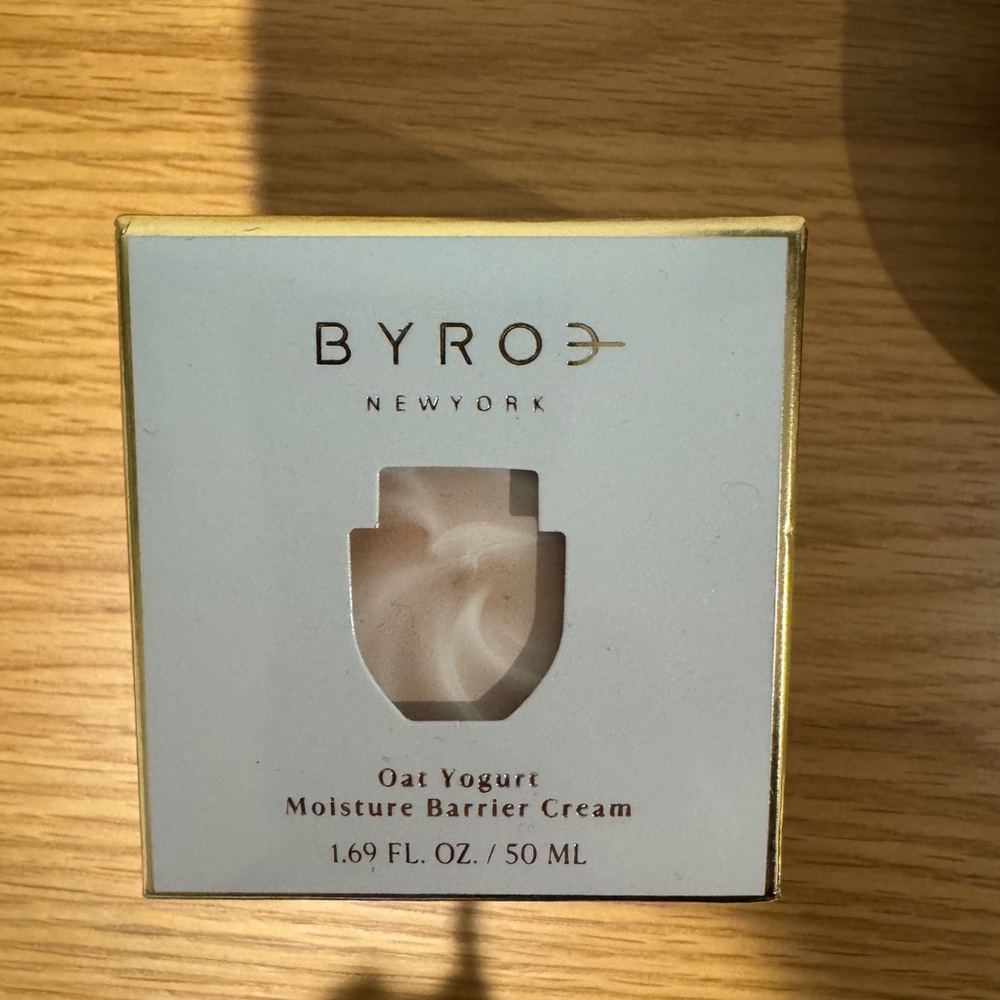 BYROE
NEWYORK
Oat Yogurt
Moisture Barrier Cream
1.69 FL. OZ. / 50 ML